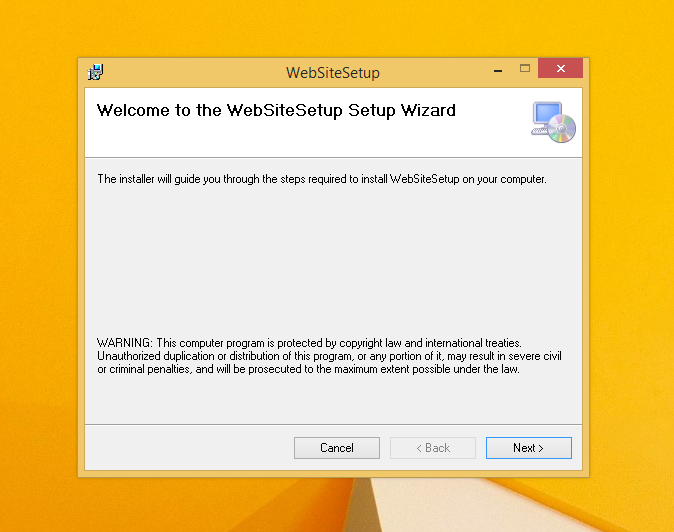 WebSiteSetup
Welcome to the WebSiteSetup Setup Wizard
The installer will guide you through the steps required to install WebSiteSetup on your computer.
WARNING: This computer program is protected by copyright law and international treaties.
Unauthorized duplication or distribution of this program, or any portion of it, may result in severe civil
or criminal penalties, and will be prosecuted to the maximum extent possible under the law.
Cancel
< Back
Next >